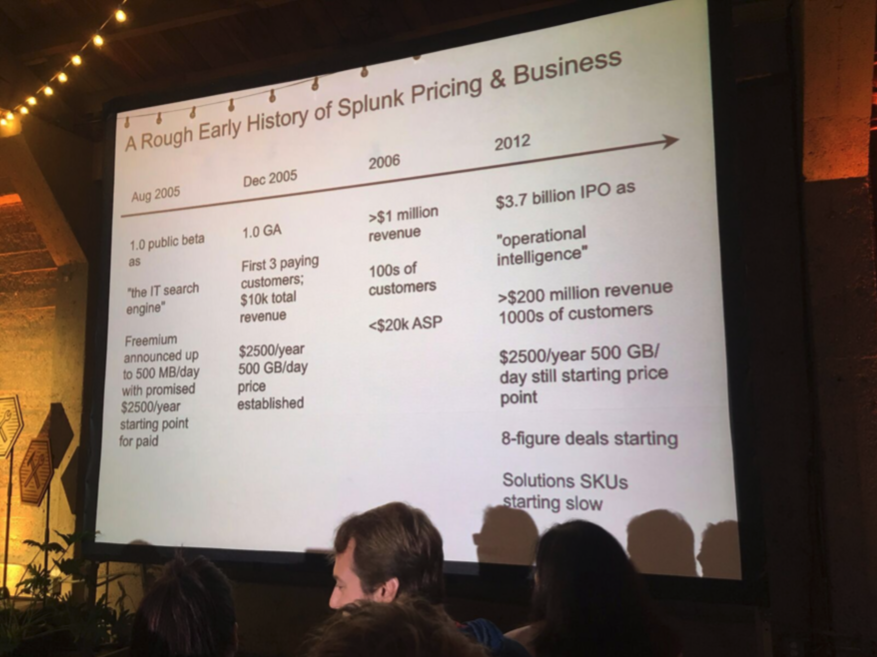 A Rough Early History of Splunk Pricing & Business
Aug 2005
1.0 public beta
as
"the IT search
engine"
Freemium
announced up
to 500 MB/day
with promised
$2500/year
starting point
for paid
Dec 2005
1.0 GA
First 3 paying
customers;
$10k total
revenue
$2500/year
500 GB/day
price
established
2006
>$1 million
revenue
100s of
customers
<$20k ASP
2012
$3.7 billion IPO as
"operational
intelligence"
>$200 million revenue
1000s of customers
$2500/year 500 GB/
day still starting price
point
8-figure deals starting
Solutions SKUs
starting slow